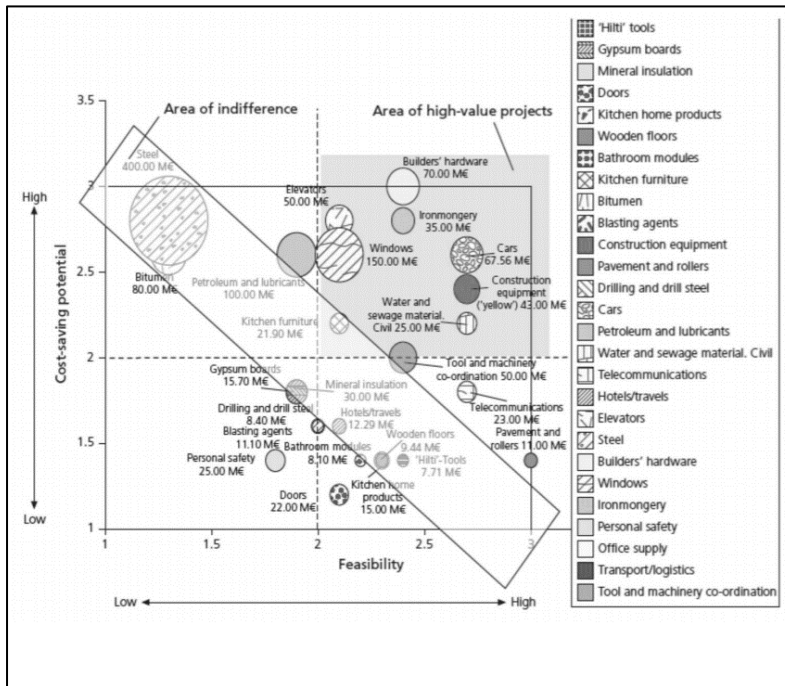 Area of indifference
Area of high-value projects
3.5
3
2.5
2
1.5
1
High
Cost-saving potential
Low
Steel
400.00 M€
Elevators
50.00 M€
Builders' hardware
70.00 M€
Ironmongery
35.00 M€
Windows
150.00 M€
Cars
67.56 M€
Bitumen
80.00 M€
Petroleum and lubricants
100.00 M€
Construction
equipment
('yellow') 43.00 M€
Kitchen furniture
21.90 M€
Water and
sewage material.
Civil 25.00 M€
Gypsum boards
15.70 M€
Mineral insulation
30.00 M€
Tool and machinery
co-ordination 50.00 M€
Drilling and drill steel
8.40 M€
Hotels/travels
12.29 M€
Telecommunications
23.00 M€
Blasting agents
11.10 M€
Bathroom modules
8.10 M€
Wooden floors
9.44 M€
Pavement and
rollers 11.00 M€
Personal safety
25.00 M€
'Hilti'-Tools
7.71 M€
Doors
22.00 M€
Kitchen home
products
15.00 M€
1
1.5
2
2.5
3
Feasibility
Low
High
'Hilti' tools
Gypsum boards
Mineral insulation
Doors
Kitchen home products
Wooden floors
Bathroom modules
Kitchen furniture
Bitumen
Blasting agents
Construction equipment
Pavement and rollers
Drilling and drill steel
Cars
Petroleum and lubricants
Water and sewage material. Civil
Telecommunications
Hotels/travels
Elevators
Steel
Builders' hardware
Windows
Ironmongery
Personal safety
Office supply
Transport/logistics
Tool and machinery co-ordination